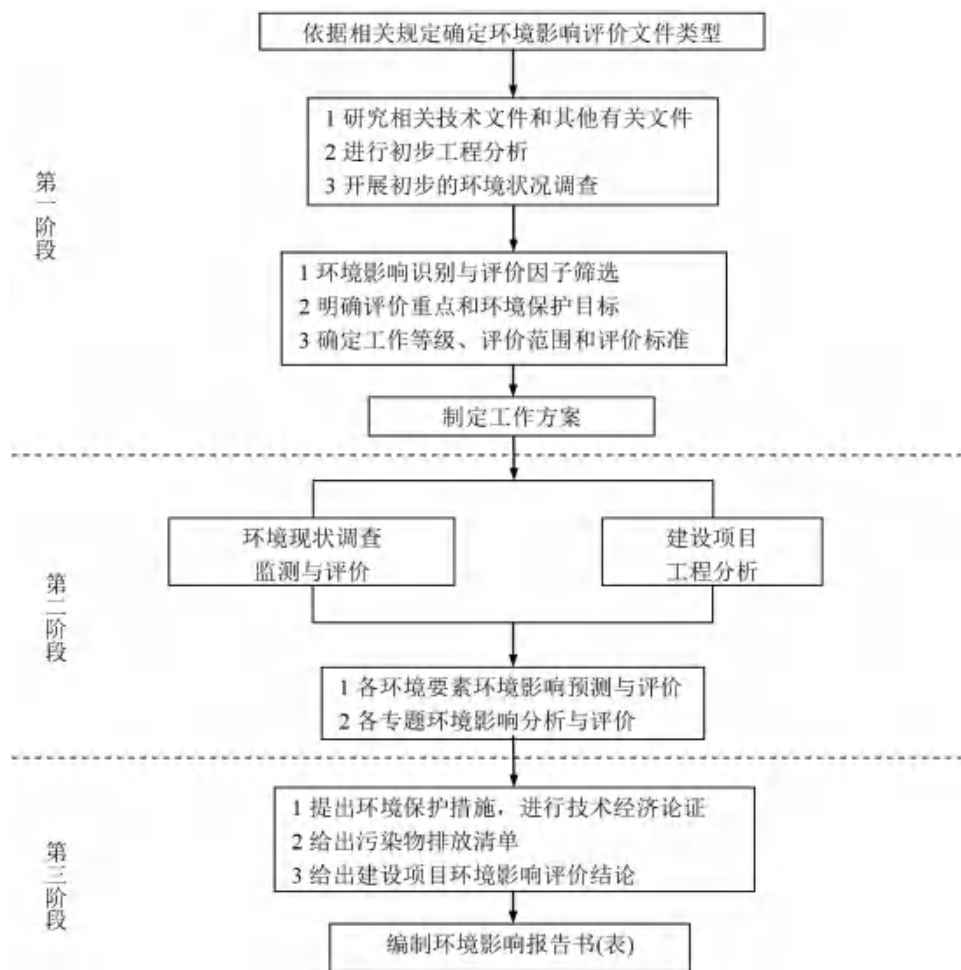 依据相关规定确定环境影响评价文件类型
1 研究相关技术文件和其他有关文件
2 进行初步工程分析
3 开展初步的环境状况调查
第一阶段
1 环境影响识别与评价因子筛选
2 明确评价重点和环境保护目标
3 确定工作等级、评价范围和评价标准
制定工作方案
环境现状调查
监测与评价
建设项目
工程分析
第二阶段
1 各环境要素环境影响预测与评价
2 各专题环境影响分析与评价
1 提出环境保护措施，进行技术经济论证
2 给出污染物排放清单
3 给出建设项目环境影响评价结论
第三阶段
编制环境影响报告书(表)